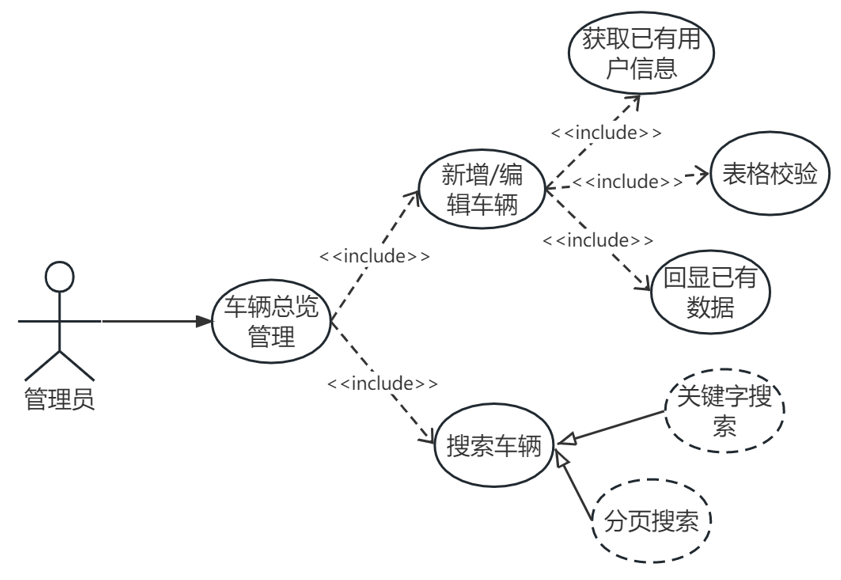 获取已有用
户信息
<<include>>
新增/编
辑车辆
<<include>>
表格校验
<<include>>
<<include>>
回显已有
数据
车辆总览
管理
管理员
<<include>>
关键字搜
索
搜索车辆
分页搜索